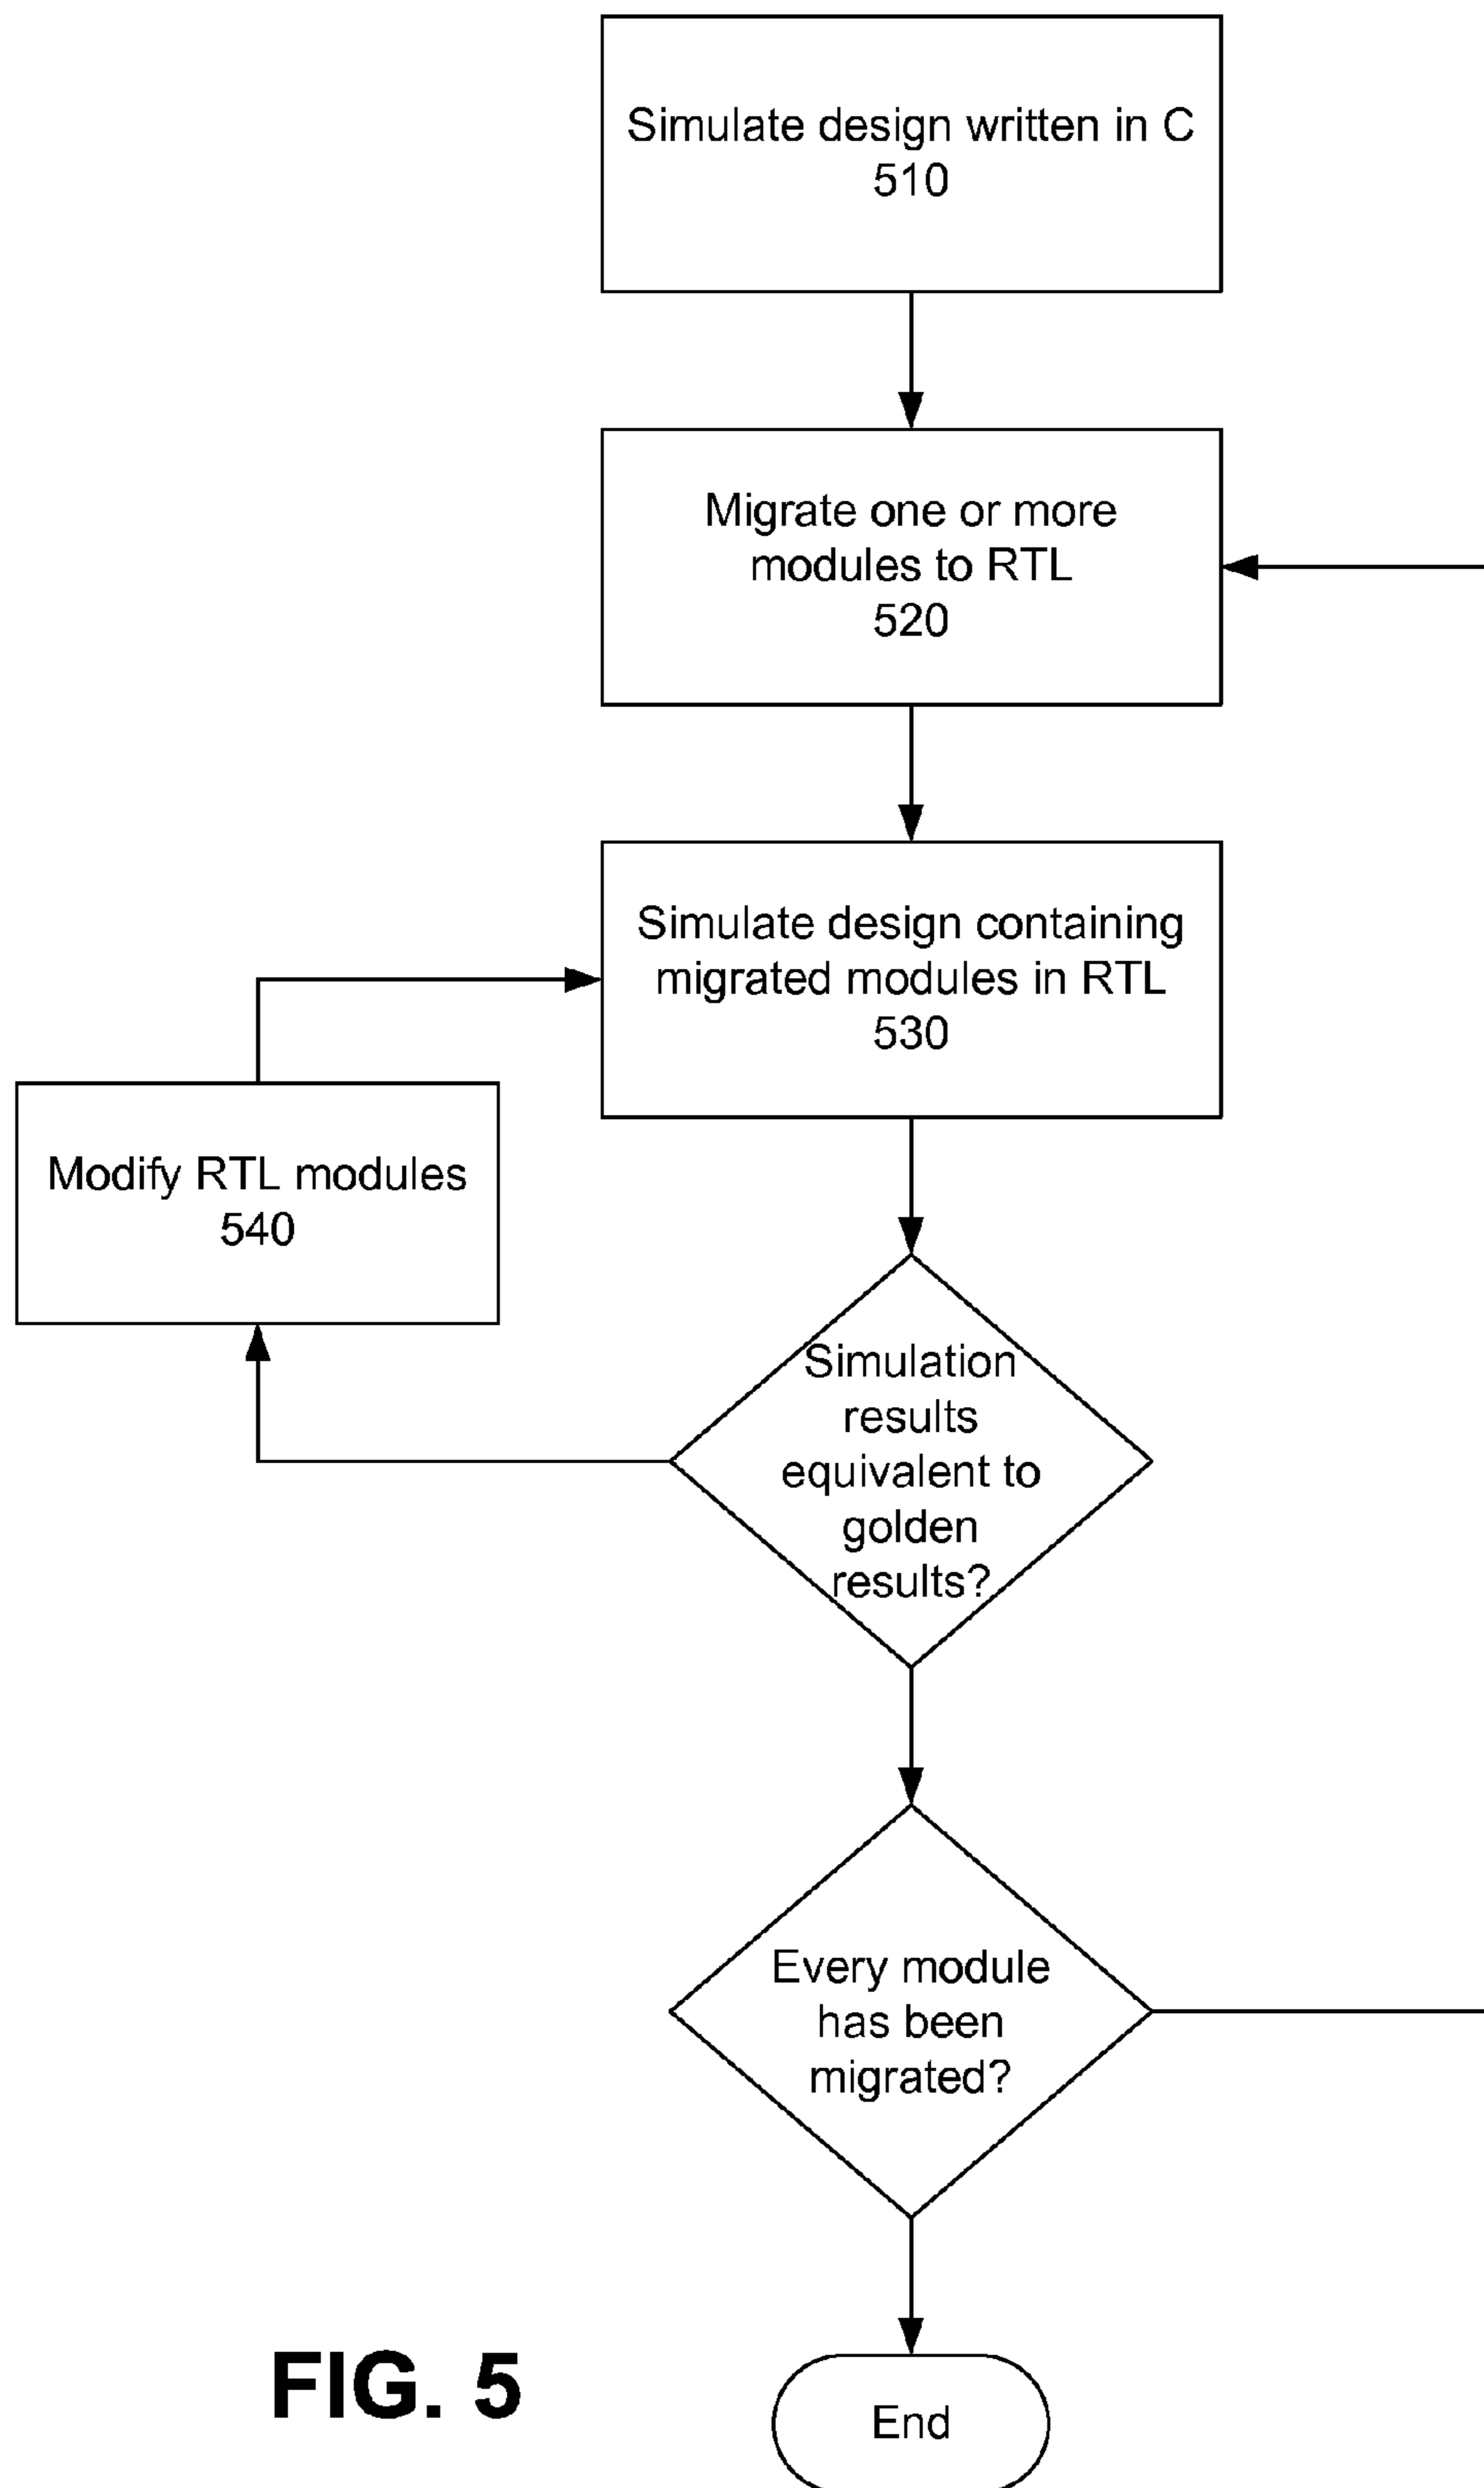 Simulate design written in C
510
Migrate one or more
modules to RTL
520
Simulate design containing
migrated modules in RTL
530
Modify RTL modules
540
Simulation
results
equivalent to
golden
results?
Every module
has been
migrated?
End
FIG. 5